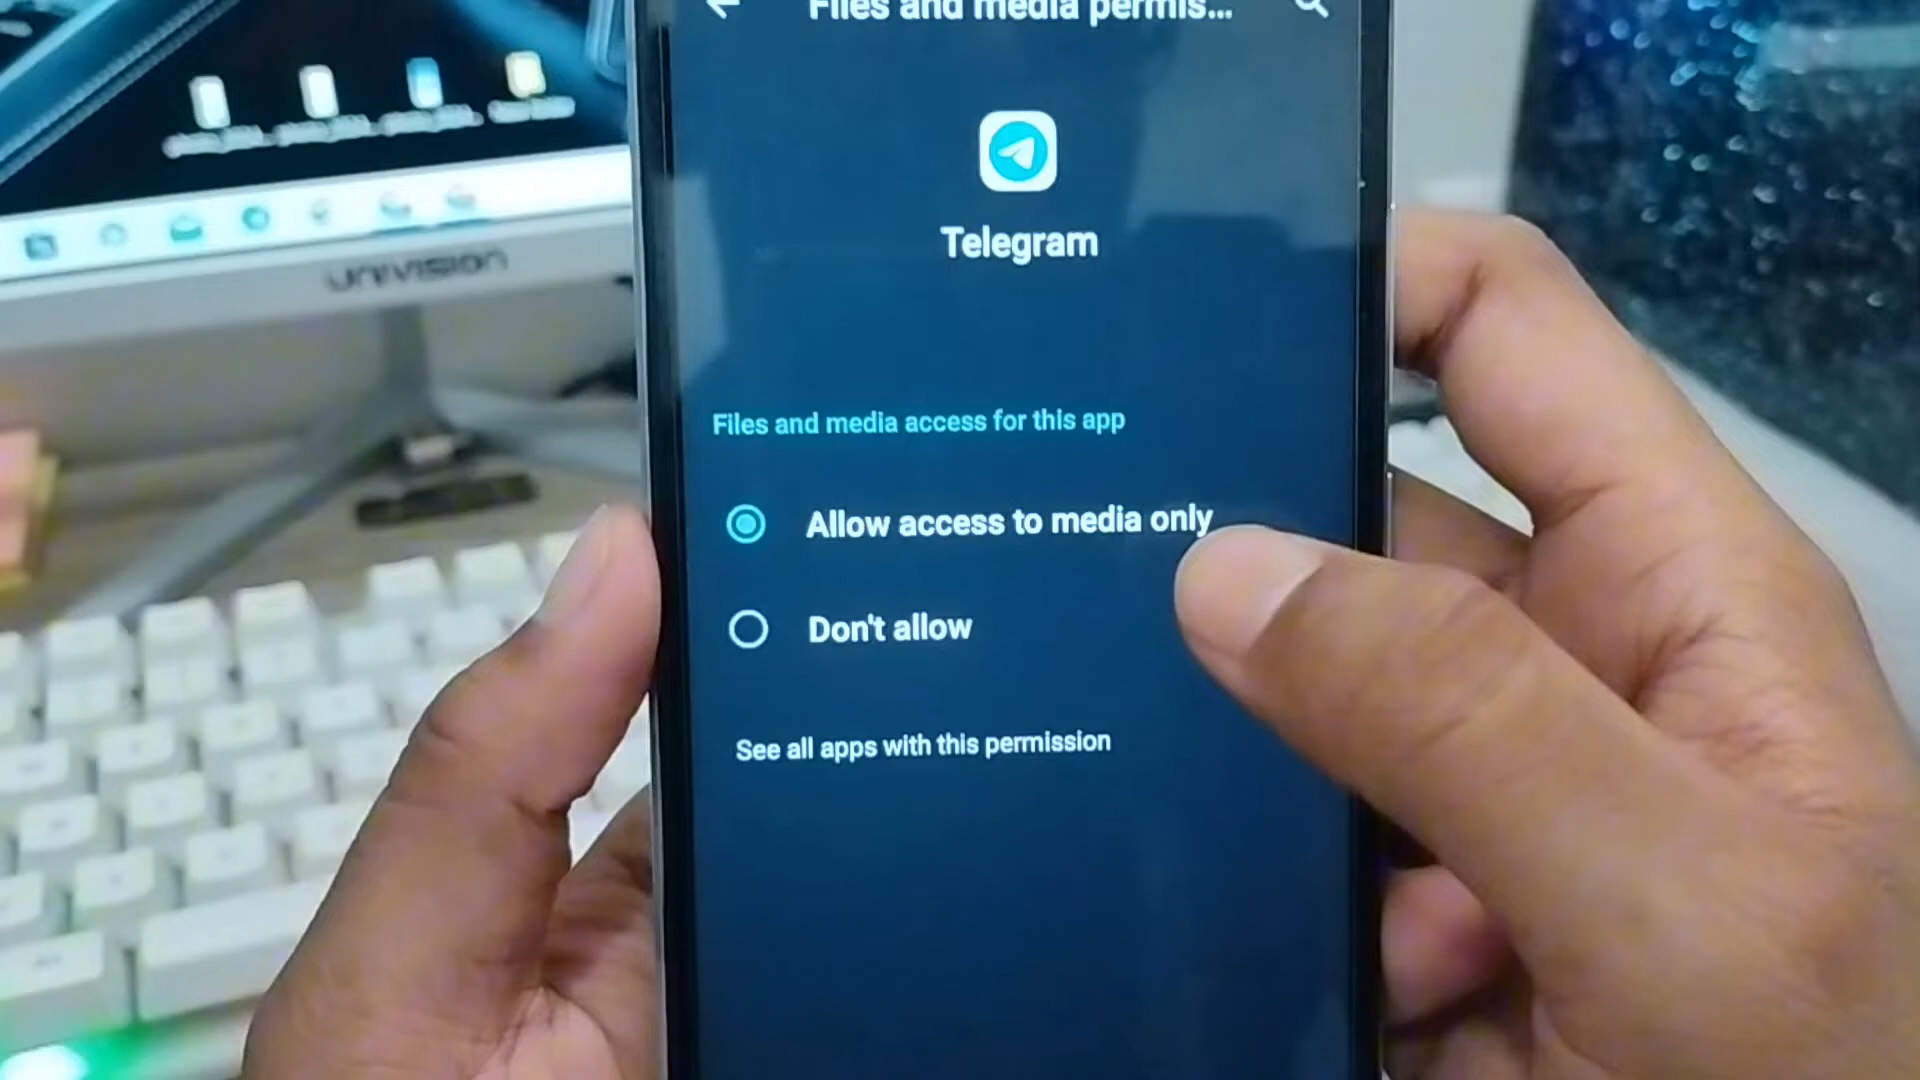 Files and media permis...
Telegram
Files and media access for this app
Allow access to media only
Don't allow
See all apps with this permission
UNIVISION